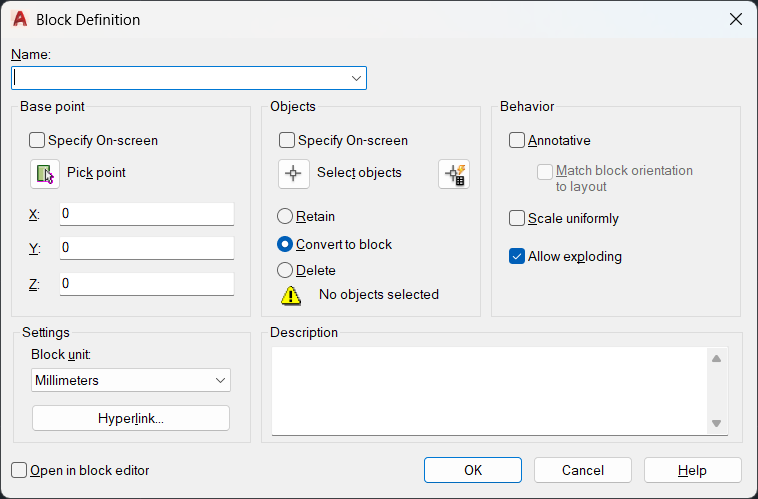 Block Definition
Name:
Base point
Specify On-screen
Pick point
X: 0
Y: 0
Z: 0
Objects
Specify On-screen
Select objects
Retain
Convert to block
Delete
No objects selected
Behavior
Annotative
Match block orientation
to layout
Scale uniformly
Allow exploding
Settings
Block unit:
Millimeters
Hyperlink...
Description
Open in block editor
OK
Cancel
Help